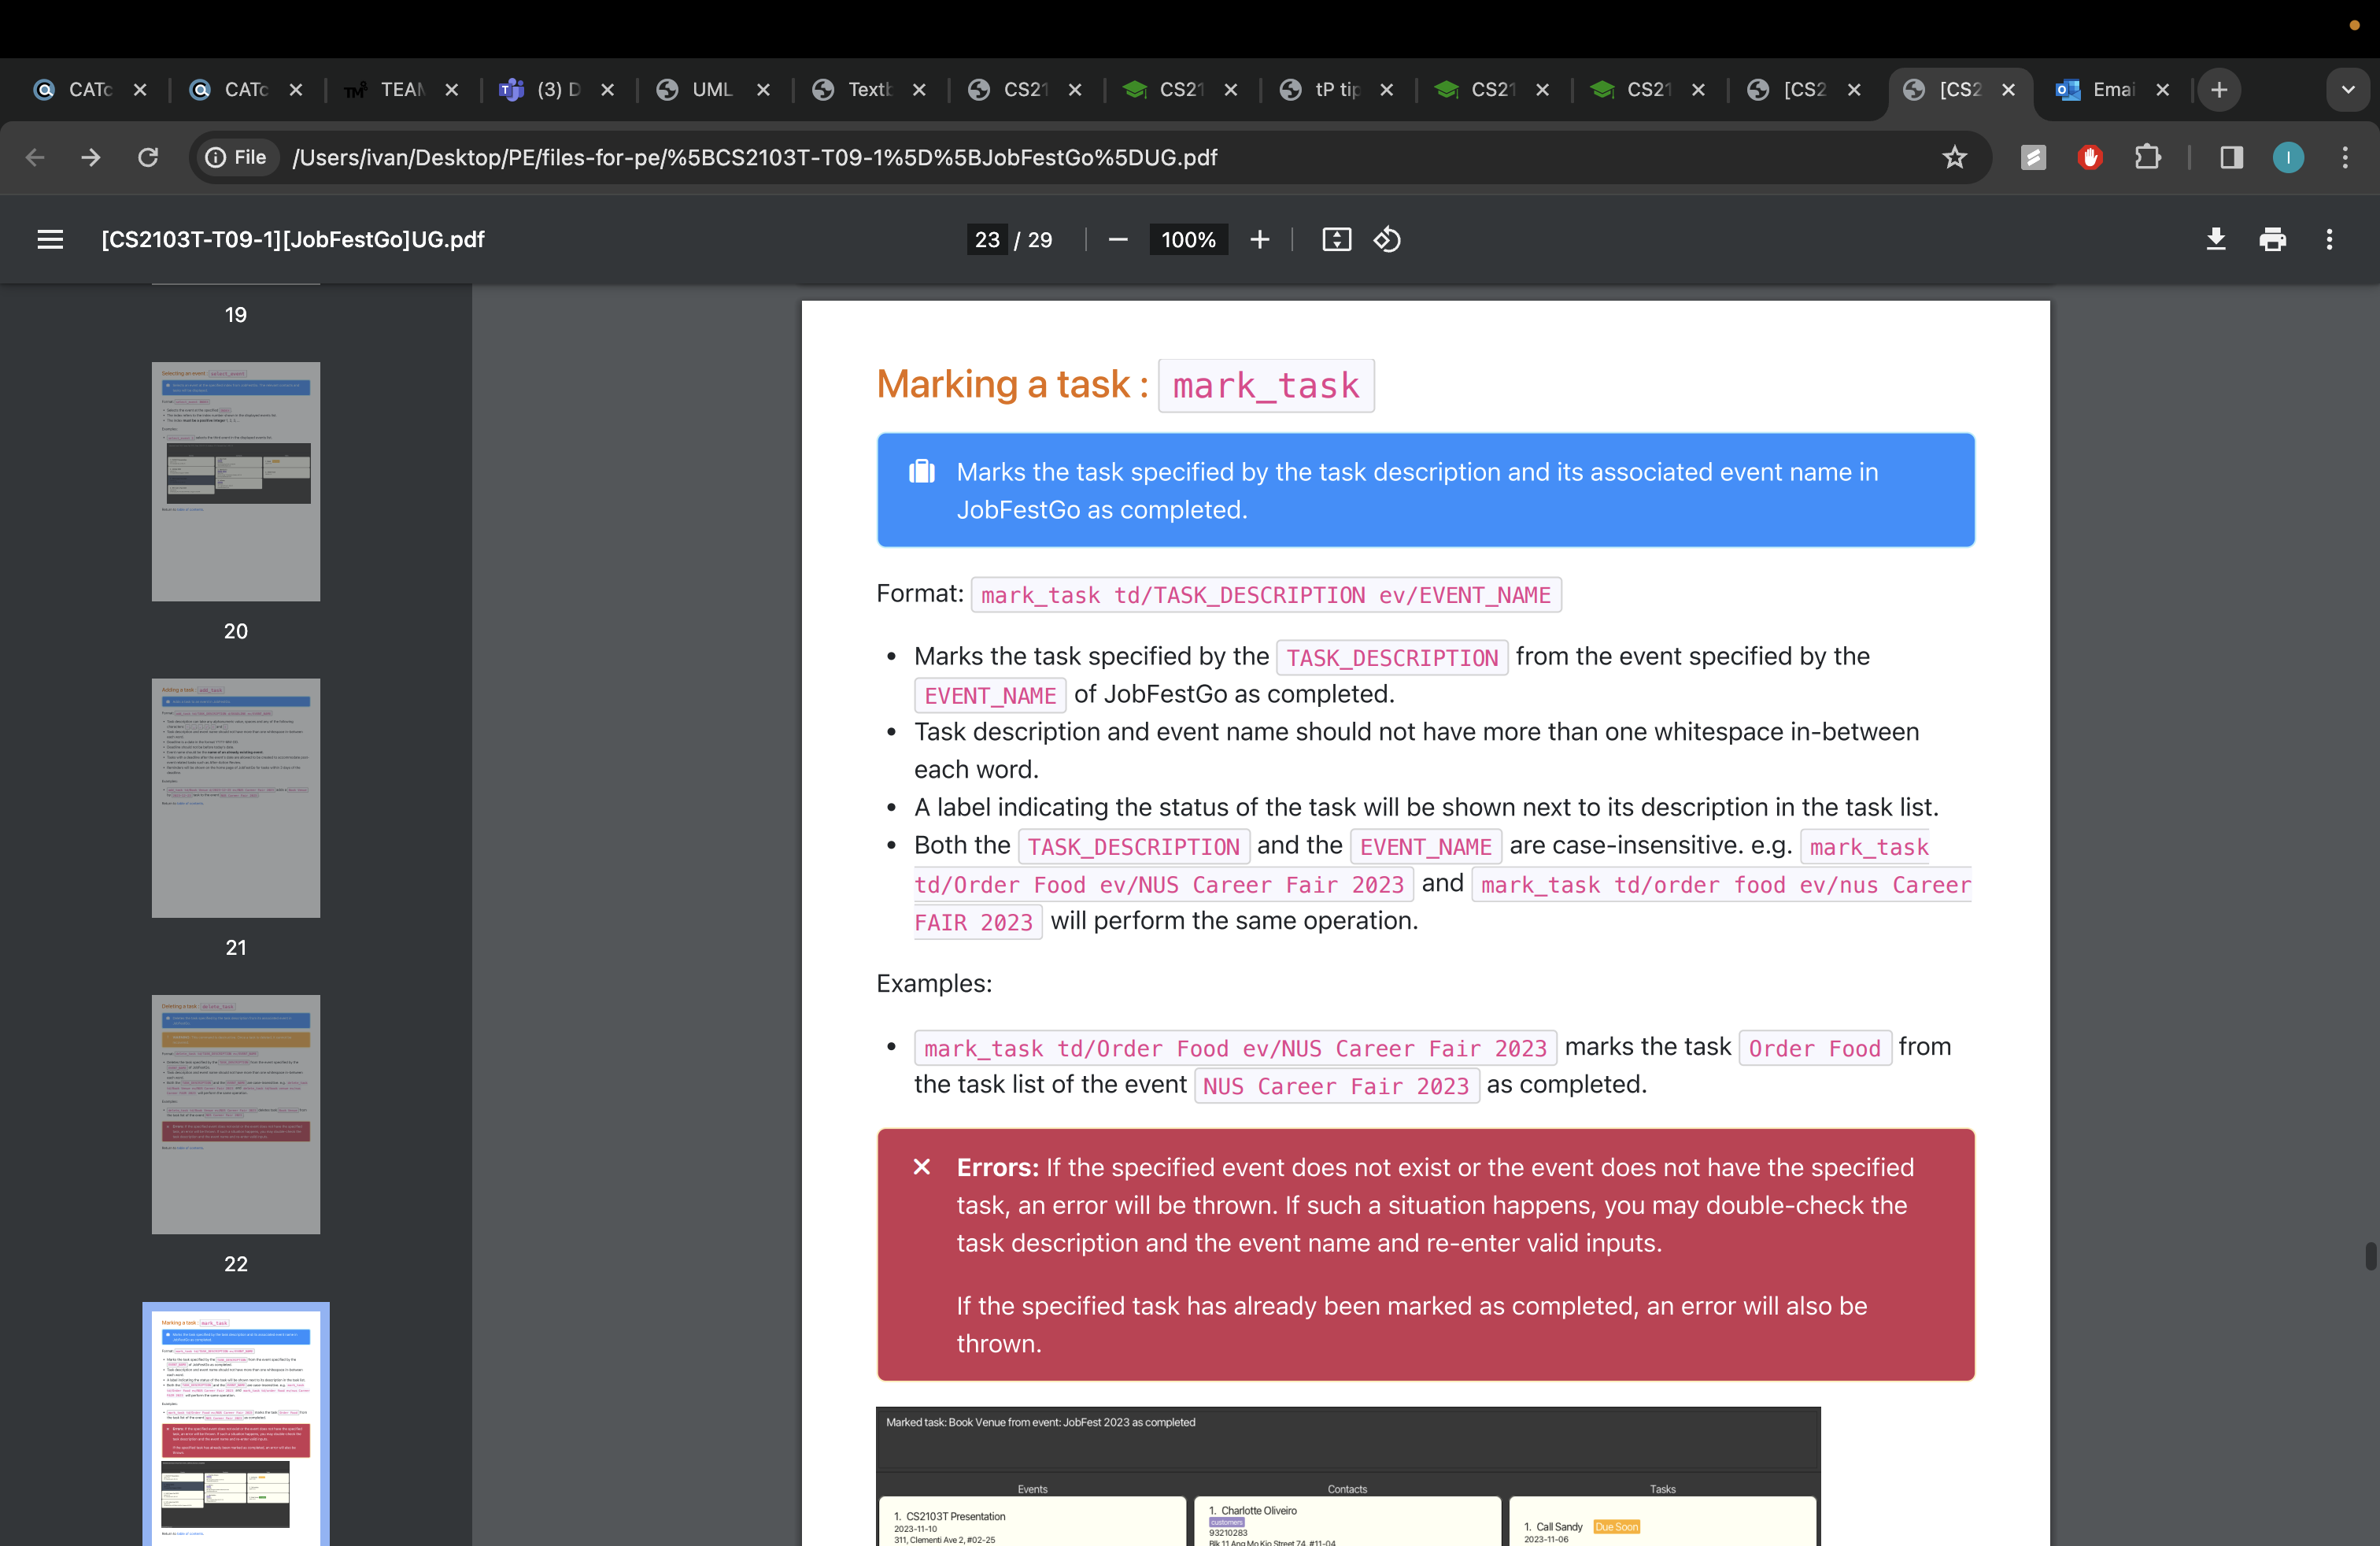 CATc
CATc
TEAM
(3) D
UML
Textb
CS21
CS21
tP tip
CS21
CS21
[CS2
[CS2
Emai
File
/Users/ivan/Desktop/PE/files-for-pe/%5BCS2103T-T09-1%5D%5BJobFestGo%5DUG.pdf
I
[CS2103T-T09-1][JobFestGo]UG.pdf
23 / 29
100%
19
20
21
22
Marking a task : mark_task
Marks the task specified by the task description and its associated event name in
JobFestGo as completed.
Format: mark_task td/TASK_DESCRIPTION ev/EVENT_NAME
• Marks the task specified by the TASK_DESCRIPTION from the event specified by the
EVENT_NAME of JobFestGo as completed.
• Task description and event name should not have more than one whitespace in-between
each word.
• A label indicating the status of the task will be shown next to its description in the task list.
• Both the TASK_DESCRIPTION and the EVENT_NAME are case-insensitive. e.g. mark_task
td/Order Food ev/NUS Career Fair 2023 and mark_task td/order food ev/nus Career
FAIR 2023 will perform the same operation.
Examples:
• mark_task td/Order Food ev/NUS Career Fair 2023 marks the task Order Food from
the task list of the event NUS Career Fair 2023 as completed.
Errors: If the specified event does not exist or the event does not have the specified
task, an error will be thrown. If such a situation happens, you may double-check the
task description and the event name and re-enter valid inputs.
If the specified task has already been marked as completed, an error will also be
thrown.
Marked task: Book Venue from event: JobFest 2023 as completed
Events
Contacts
Tasks
1. CS2103T Presentation
2023-11-10
311, Clementi Ave 2, #02-25
1. Charlotte Oliveiro
customers
93210283
Blk 11 Ang Mo Kio Street 74, #11-04
1. Call Sandy Due Soon
2023-11-06